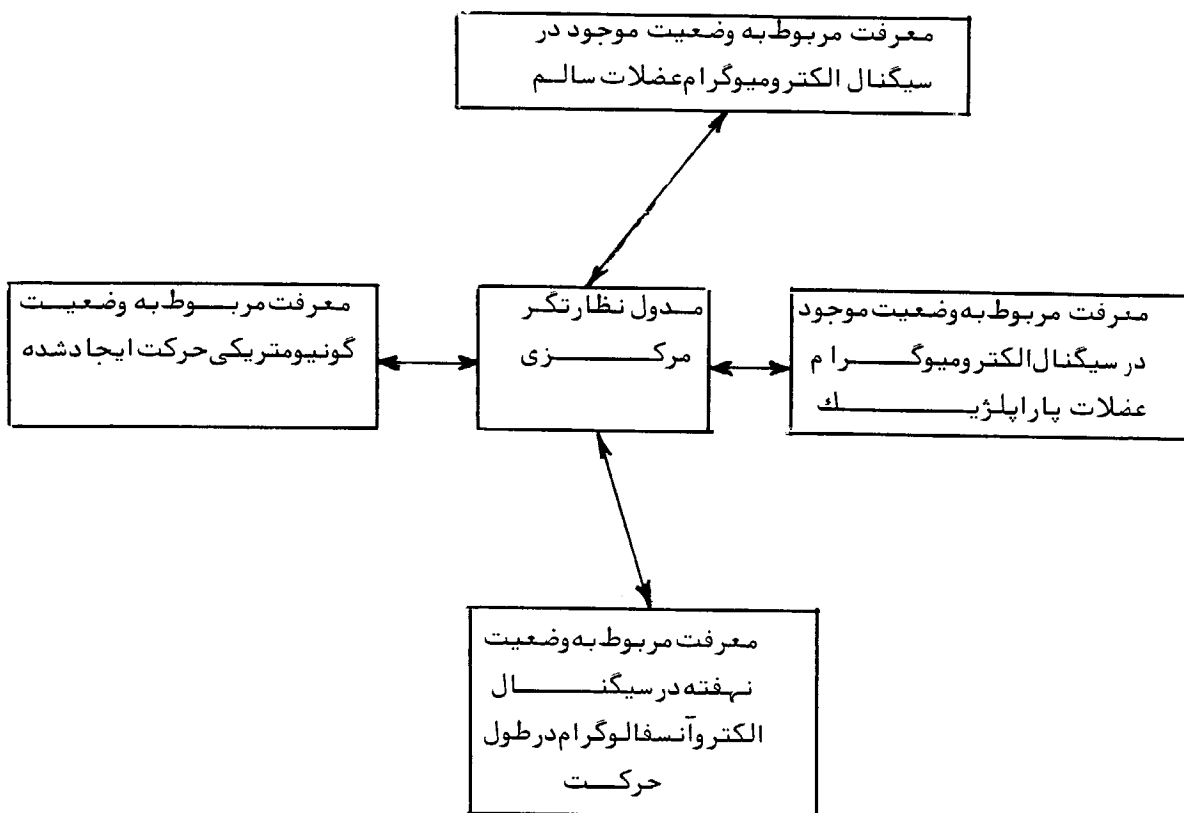 معرفت مربوط به وضعیت موجود در
سیگنال الکترومیوگرام عضلات سالم
مدول نظارتگر
مرکزی
معرفت مربوط به وضعیت موجود
در سیگنال الکترومیوگرام
عضلات پاراپلژیك
معرفت مربوط به وضعیت
گونیومتریکی حرکت ایجاد شده
معرفت مربوط به وضعیت
نهفته در سیگنال
الکتروآنسفالوگرام در طول
حرکت